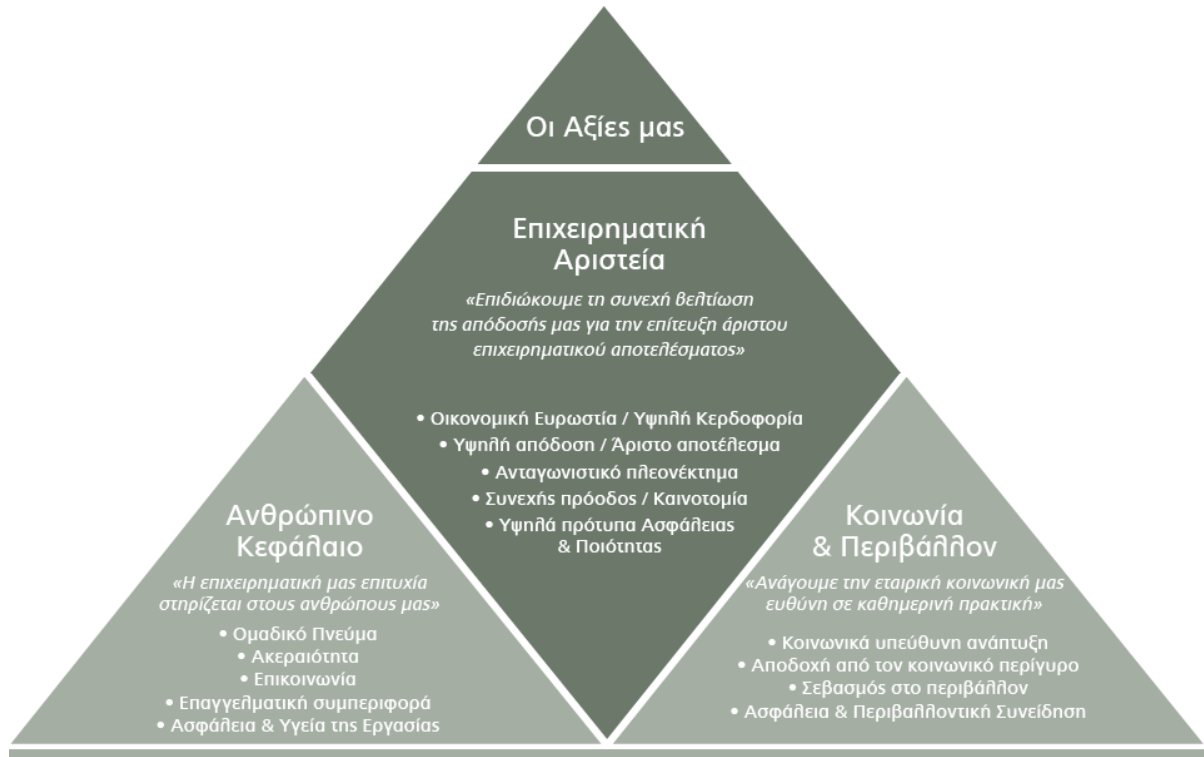 Οι Αξίες μας
Επιχειρηματική
Αριστεία
«Επιδιώκουμε τη συνεχή βελτίωση
της απόδοσής μας για την επίτευξη άριστου
επιχειρηματικού αποτελέσματος»
• Οικονομική Ευρωστία / Υψηλή Κερδοφορία
• Υψηλή απόδοση / Άριστο αποτέλεσμα
• Ανταγωνιστικό πλεονέκτημα
• Συνεχής πρόοδος / Καινοτομία
• Υψηλά πρότυπα Ασφάλειας
& Ποιότητας
Ανθρώπινο
Κεφάλαιο
«Η επιχειρηματική μας επιτυχία
στηρίζεται στους ανθρώπους μας»
• Ομαδικό Πνεύμα
• Ακεραιότητα
• Επικοινωνία
• Επαγγελματική συμπεριφορά
• Ασφάλεια & Υγεία της Εργασίας
Κοινωνία
& Περιβάλλον
«Ανάγουμε την εταιρική κοινωνική μας
ευθύνη σε καθημερινή πρακτική»
• Κοινωνικά υπεύθυνη ανάπτυξη
• Αποδοχή από τον κοινωνικό περίγυρο
• Σεβασμός στο περιβάλλον
• Ασφάλεια & Περιβαλλοντική Συνείδηση